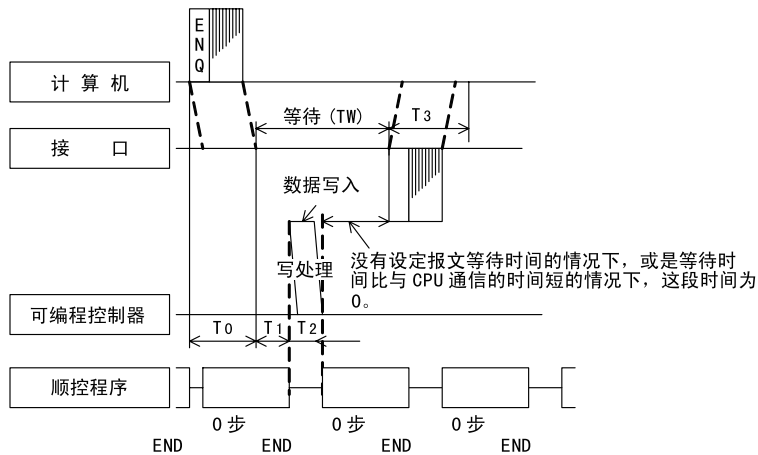 E
N
Q
计 算 机
等待 (TW)
T3
接 口
数据写入
没有设定报文等待时间的情况下，或是等待时
间比与 CPU 通信的时间短的情况下，这段时间为
0。
写处理
可编程控制器
T0
T1
T2
顺控程序
0 步
0 步
0 步
END
END
END
END